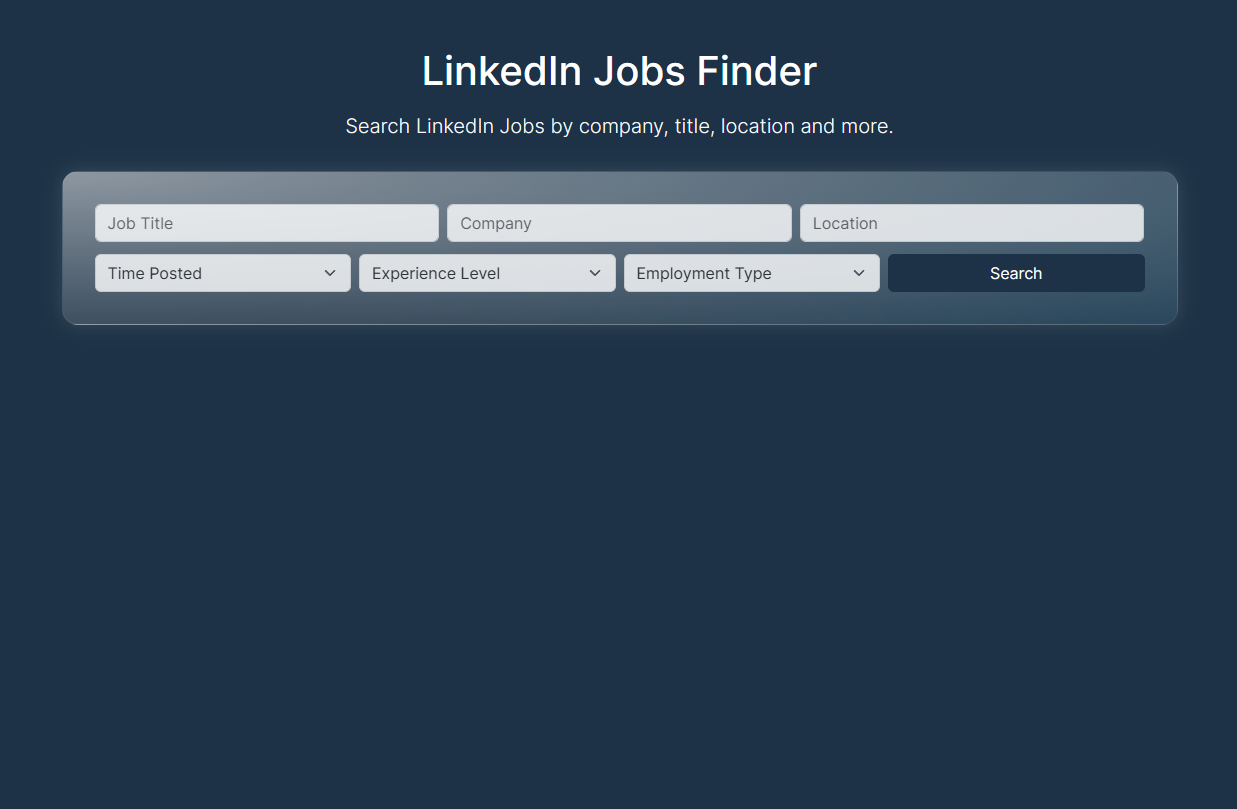 LinkedIn Jobs Finder
Search LinkedIn Jobs by company, title, location and more.
Job Title
Company
Location
Time Posted
Experience Level
Employment Type
Search